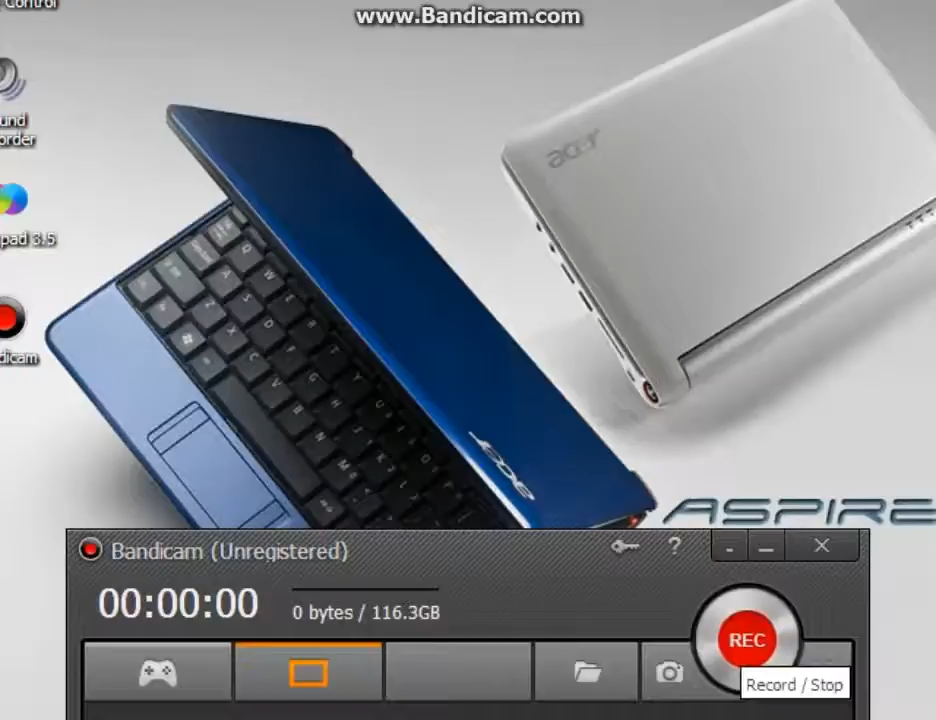 Control
www.Bandicam.com
und
order
pad 3.5
dicam
acer
acer
ASPIRE
Bandicam (Unregistered)
?
00:00:00
0 bytes / 116.3GB
REC
Record / Stop